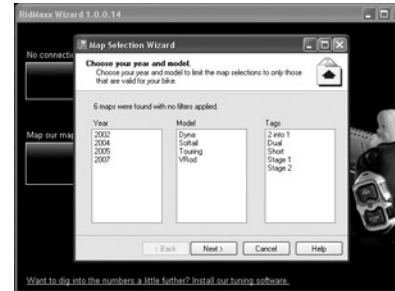 RidMaxx Wizard 1.0.0.14
Map Selection Wizard
Choose your year and model.
Choose your year and model to limit the map selections to only those
that are valid for your bike.
No connectio
6 maps were found with no filters applied.
Year Model Tags
2002 Dyna 2 into 1
2004 Softail Dual
2005 Touring Short
2007 VRod Stage 1
Stage 2
Map our map
< Back Next > Cancel Help
Want to dig into the numbers a little further? Install our tuning software.